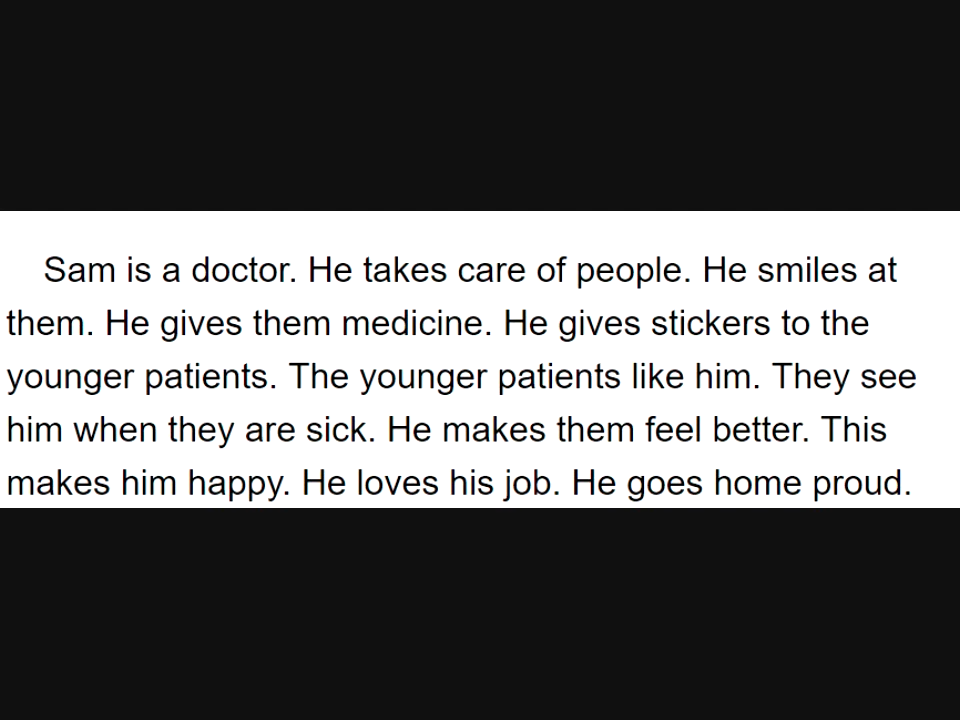 Sam is a doctor. He takes care of people. He smiles at
them. He gives them medicine. He gives stickers to the
younger patients. The younger patients like him. They see
him when they are sick. He makes them feel better. This
makes him happy. He loves his job. He goes home proud.